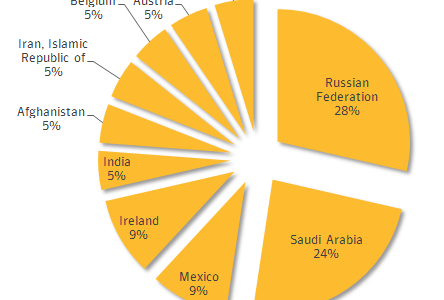 Belgium
5%
Austria
5%
Iran, Islamic
Republic of
5%
Afghanistan
5%
India
5%
Ireland
9%
Mexico
9%
Russian
Federation
28%
Saudi Arabia
24%